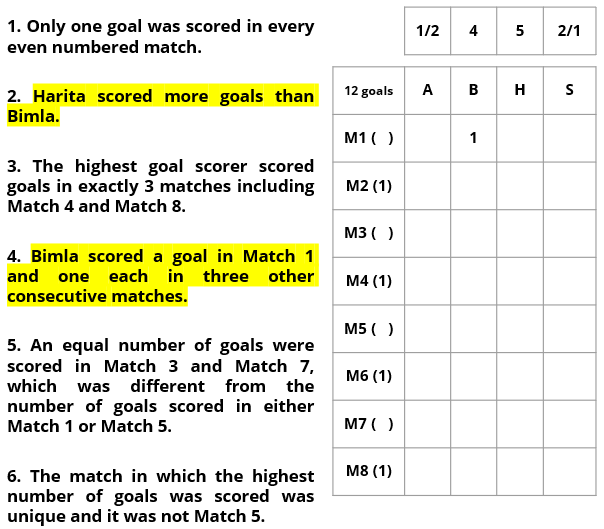 1. Only one goal was scored in every
even numbered match.
2. Harita scored more goals than
Bimla.
3. The highest goal scorer scored
goals in exactly 3 matches including
Match 4 and Match 8.
4. Bimla scored a goal in Match 1
and one each in three other
consecutive matches.
5. An equal number of goals were
scored in Match 3 and Match 7,
which was different from the
number of goals scored in either
Match 1 or Match 5.
6. The match in which the highest
number of goals was scored was
unique and it was not Match 5.
1/2 4 5 2/1
12 goals A B H S
M1 ( ) 1
M2 (1)
M3 ( )
M4 (1)
M5 ( )
M6 (1)
M7 ( )
M8 (1)